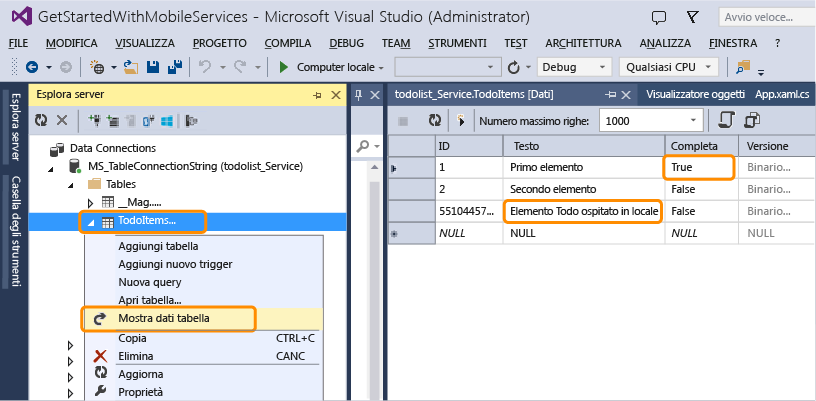 GetStartedWithMobileServices - Microsoft Visual Studio (Administrator)
Avvio veloce...
FILE MODIFICA VISUALIZZA PROGETTO COMPILA DEBUG TEAM STRUMENTI TEST ARCHITETTURA ANALIZZA FINESTRA ?
Computer locale
Debug
Qualsiasi CPU
Esplora server
Casella degli strumenti
Esplora server
Data Connections
MS_TableConnectionString (todolist_Service)
Tables
__Mag.....
TodoItems...
Aggiungi tabella
Aggiungi nuovo trigger
Nuova query
Apri tabella...
Mostra dati tabella
Copia CTRL+C
Elimina CANC
Aggiorna
Proprietà
todolist_Service.TodoItems [Dati]
Visualizzatore oggetti
App.xaml.cs
Numero massimo righe: 1000
ID Testo Completa Versione
1 Primo elemento True Binario...
2 Secondo elemento False Binario...
55104457... Elemento Todo ospitato in locale False Binario...
NULL NULL NULL NULL